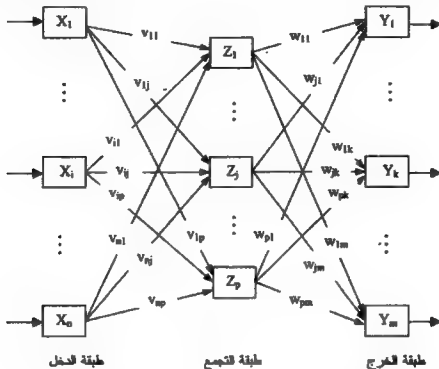 X1 v11 w11 Y1
Z1
v1j wj1
... ... ...
vi1 w1k
Xi vij Zj wjk Yk
vip wpk
... ... ...
vn1 v1p wp1 w1m
vnj wjm
Zp
Xn vnp wpm Ym
طبقة الدخل طبقة التجمع طبقة الخرج